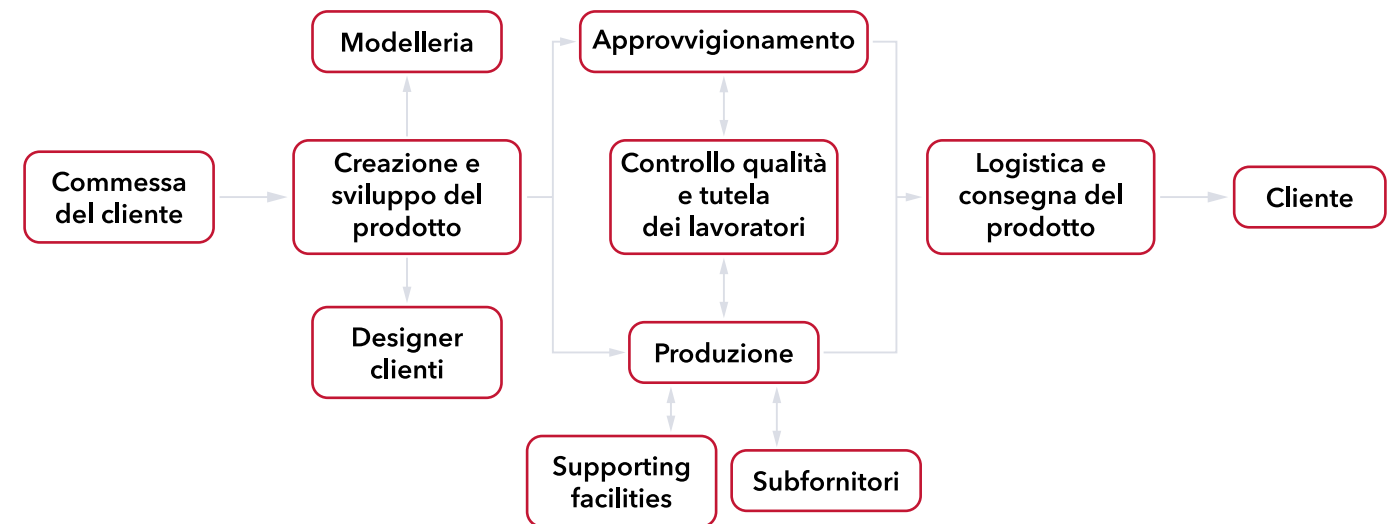 Modelleria
Approvvigionamento
Commessa
del cliente
Creazione e
sviluppo del
prodotto
Controllo qualità
e tutela
dei lavoratori
Logistica e
consegna del
prodotto
Cliente
Designer
clienti
Produzione
Supporting
facilities
Subfornitori